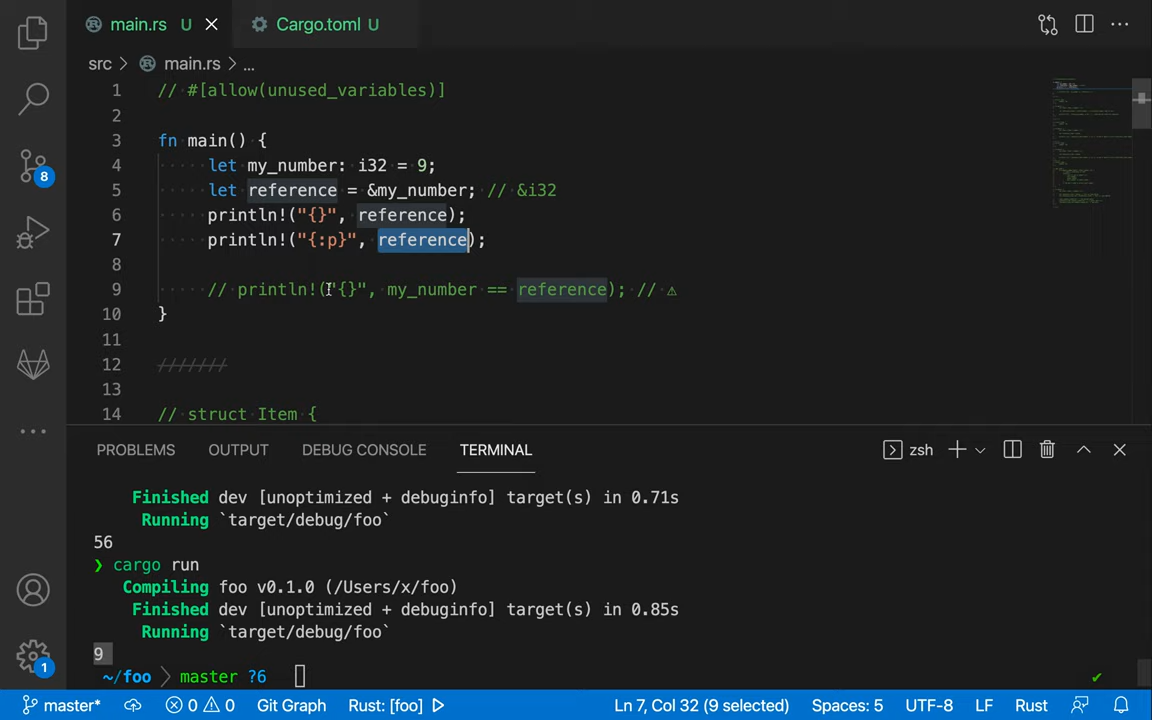 main.rs U Cargo.toml U
src > main.rs > ...
1 // #[allow(unused_variables)]
2
3 fn main() {
4 let my_number: i32 = 9;
5 let reference = &my_number; // &i32
6 println!("{}", reference);
7 println!("{:p}", reference);
8
9 // println!("{}", my_number == reference); // ⚠
10 }
11
12 ///////
13
14 // struct Item {
PROBLEMS OUTPUT DEBUG CONSOLE TERMINAL zsh
Finished dev [unoptimized + debuginfo] target(s) in 0.71s
Running `target/debug/foo`
56
❯ cargo run
Compiling foo v0.1.0 (/Users/x/foo)
Finished dev [unoptimized + debuginfo] target(s) in 0.85s
Running `target/debug/foo`
9
~/foo > master ?6
8
1
master* 0 0 Git Graph Rust: [foo] Ln 7, Col 32 (9 selected) Spaces: 5 UTF-8 LF Rust